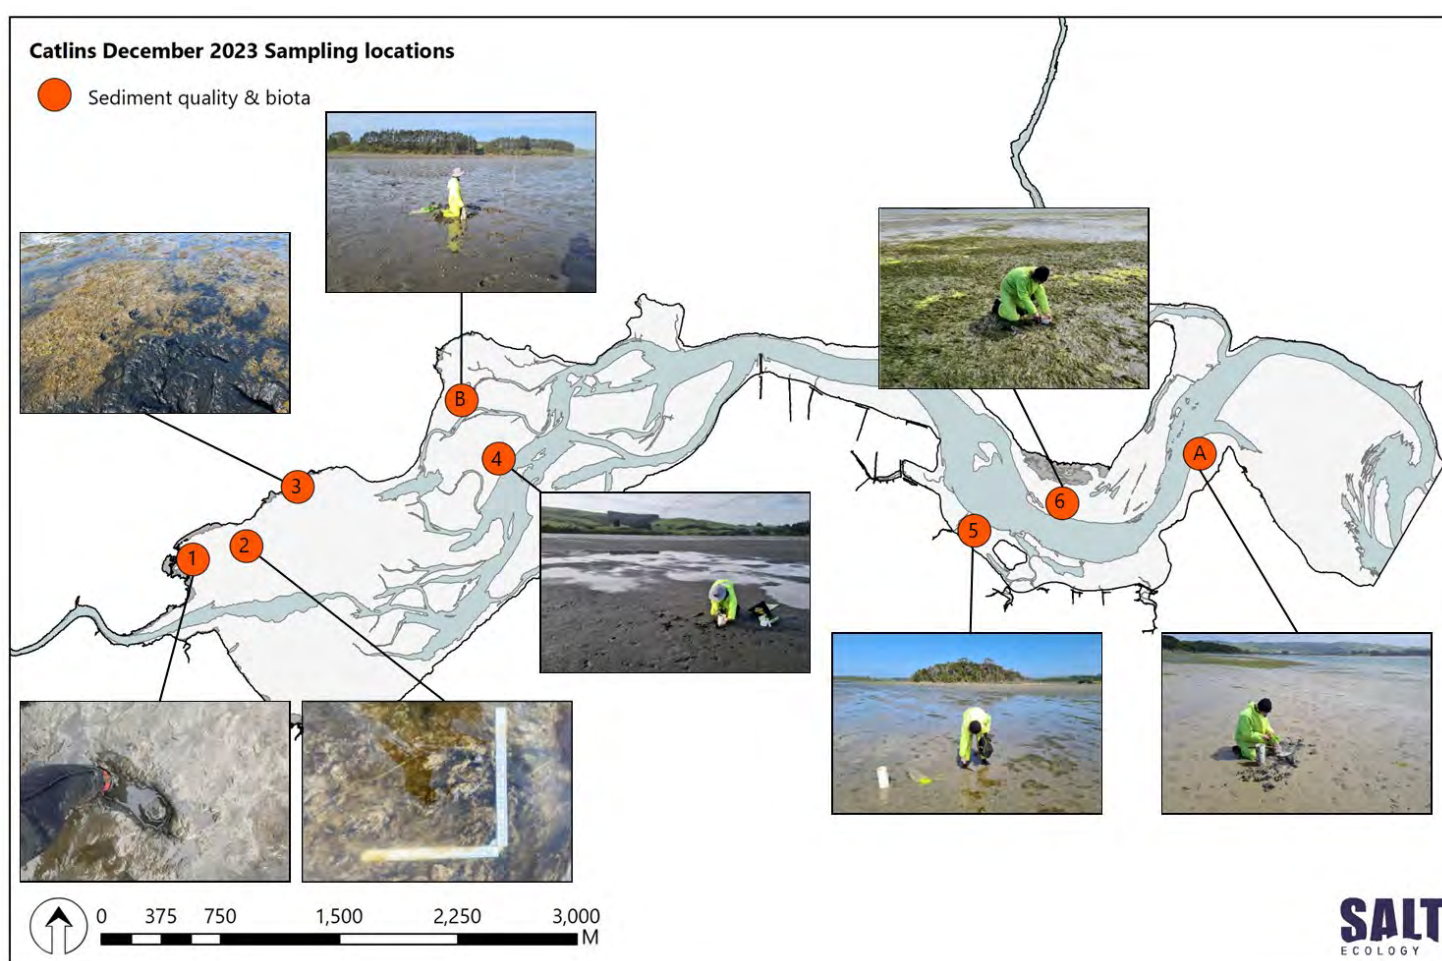 Catlins December 2023 Sampling locations
Sediment quality & biota
B
4
3
2
1
A
6
5
0 375 750 1,500 2,250 3,000
M
SALT
ECOLOGY